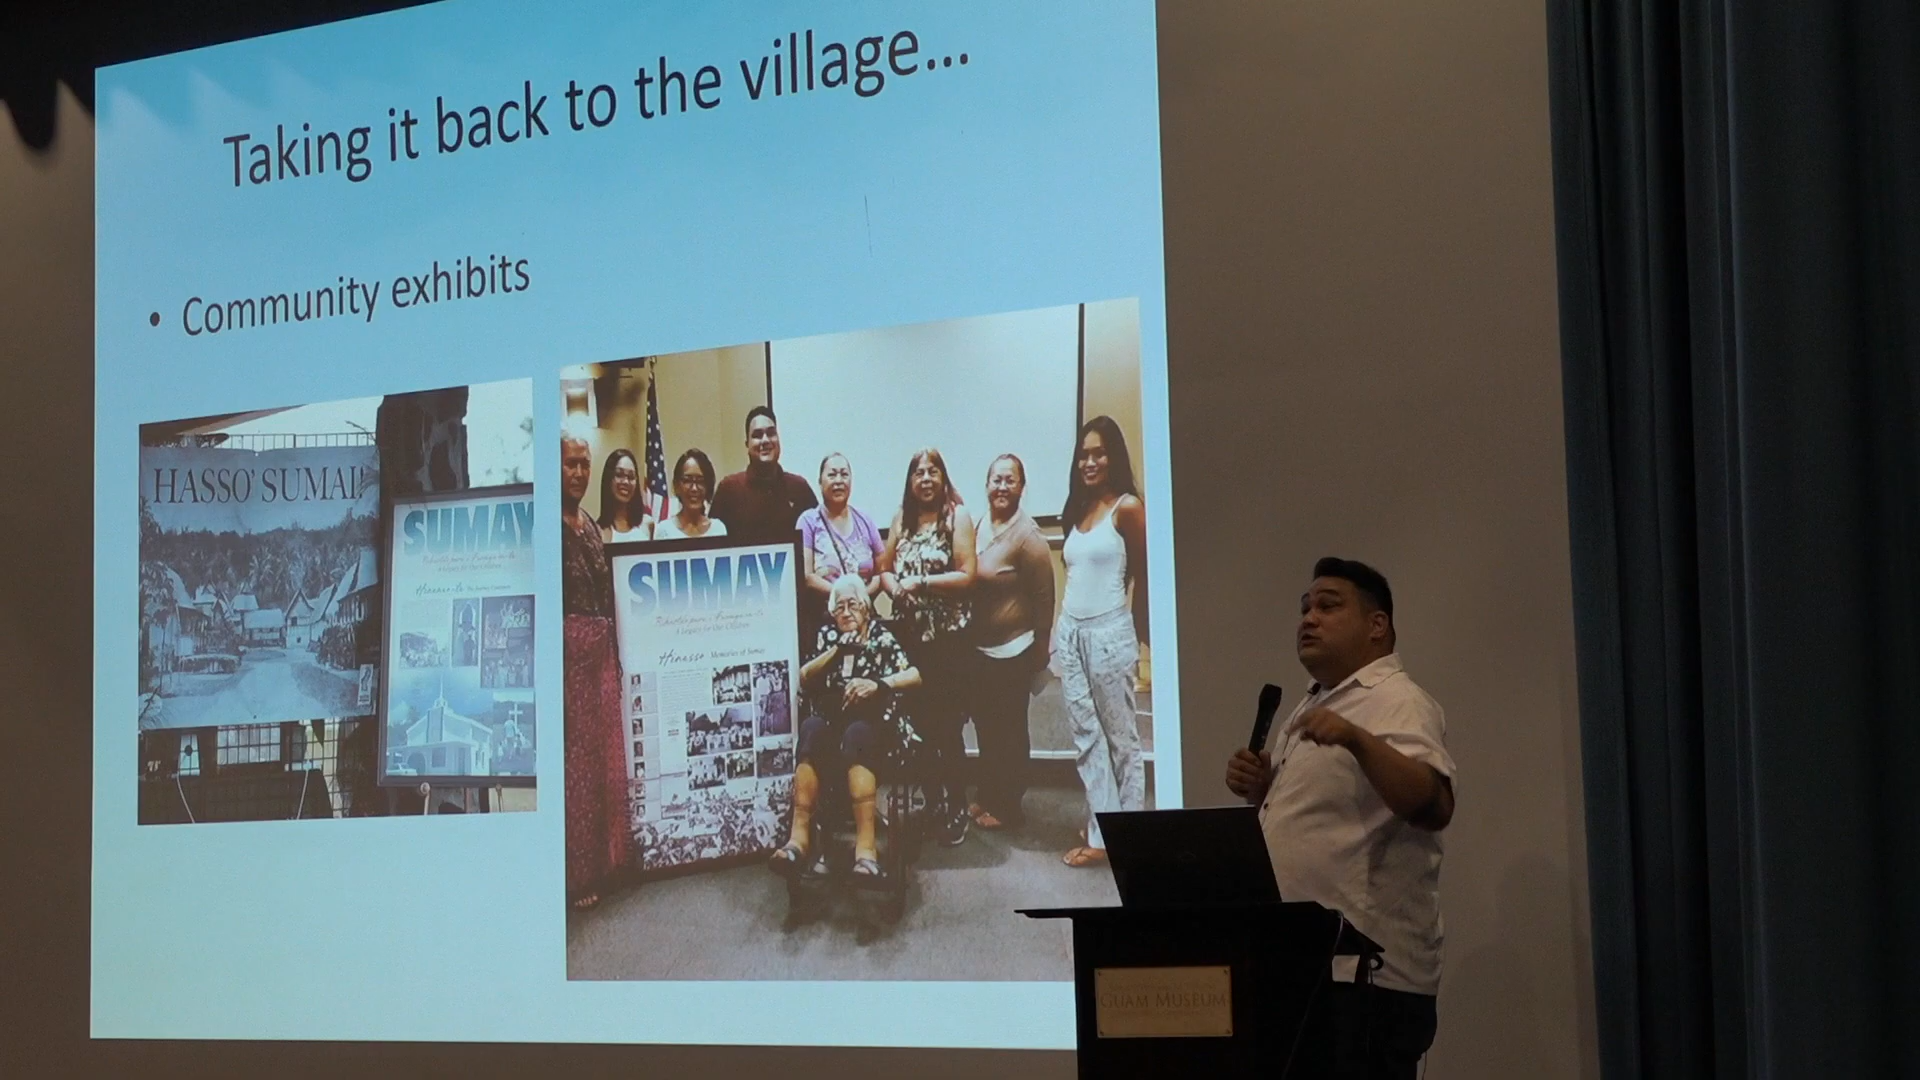 Taking it back to the village...
• Community exhibits
HASSO' SUMAI!
SUMAY
SUMAY
A Legacy for Our Children
Hinasso: Memories of Sumay
GUAM MUSEUM